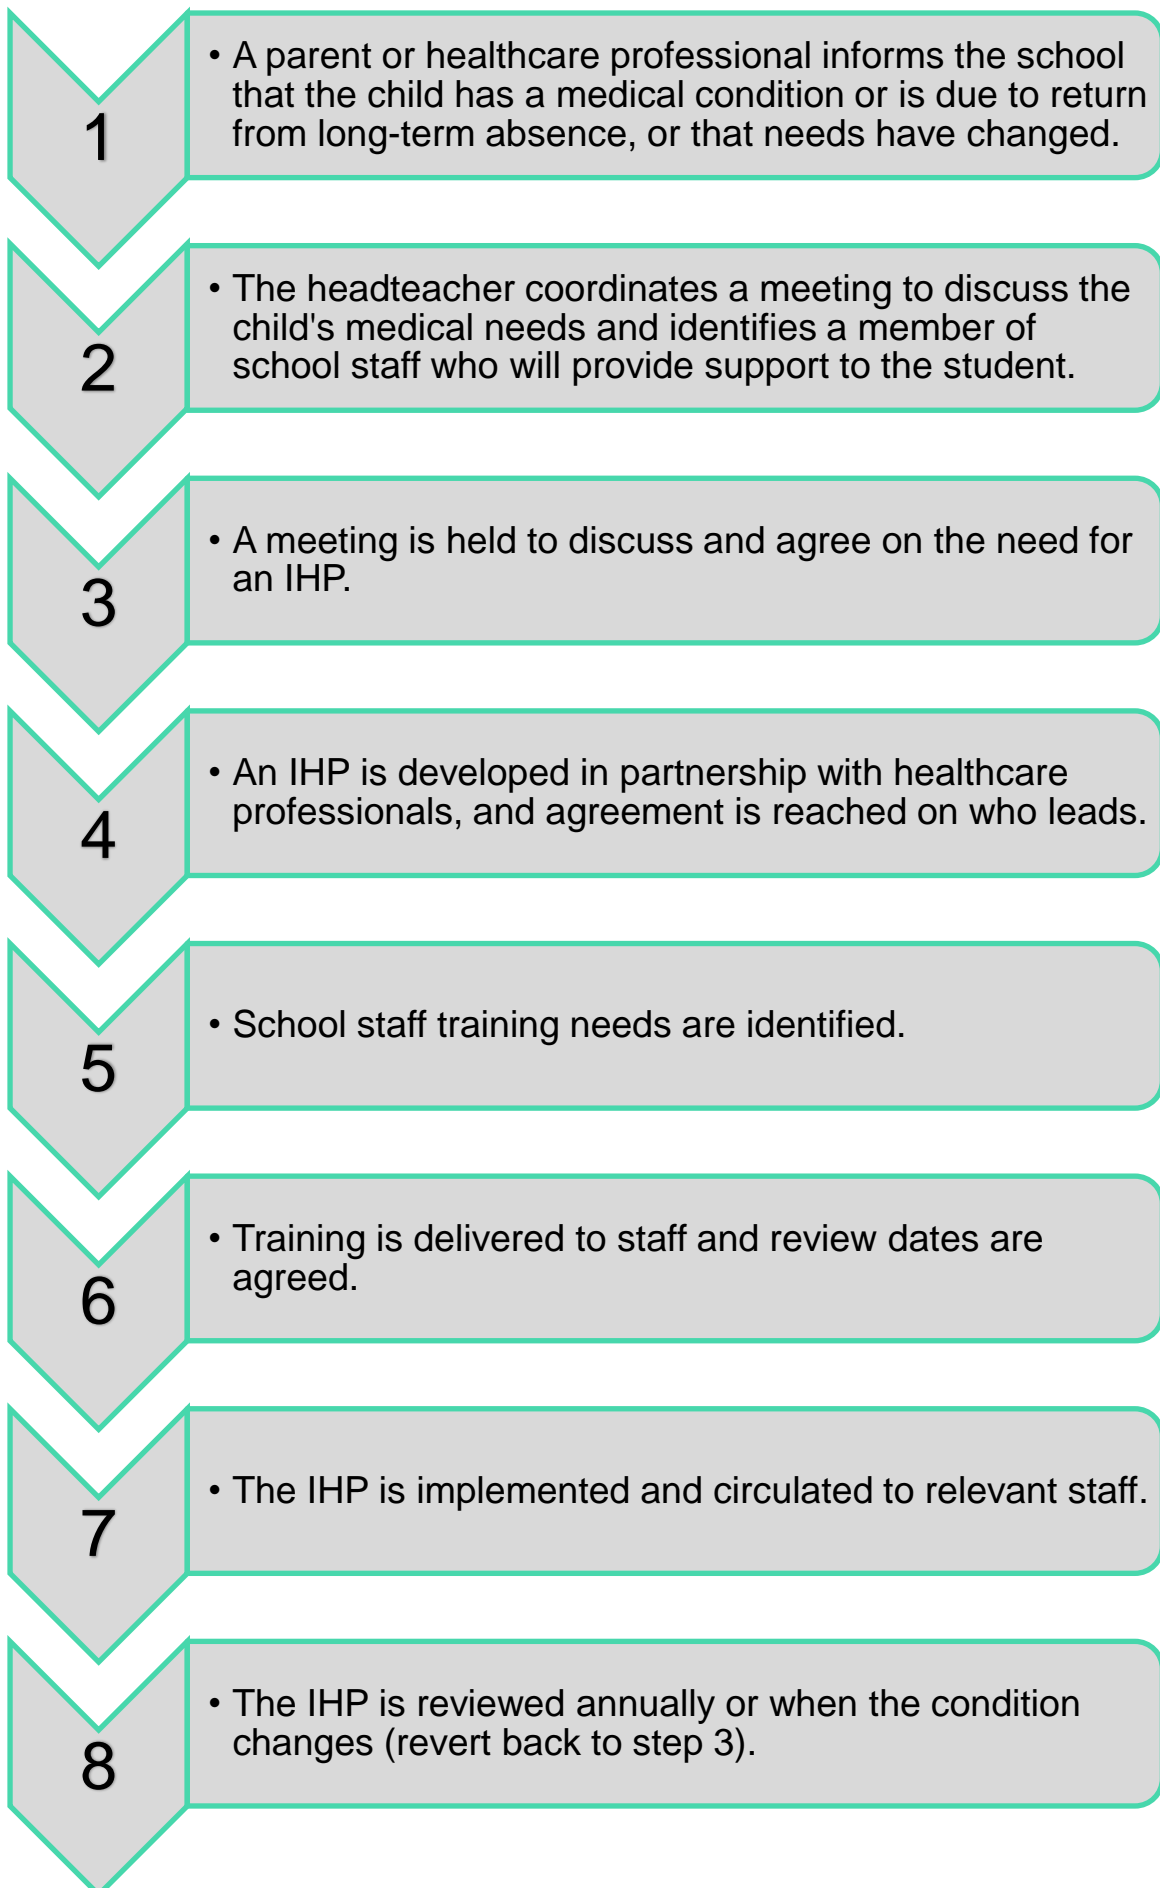 1
• A parent or healthcare professional informs the school
that the child has a medical condition or is due to return
from long-term absence, or that needs have changed.
2
• The headteacher coordinates a meeting to discuss the
child's medical needs and identifies a member of
school staff who will provide support to the student.
3
• A meeting is held to discuss and agree on the need for
an IHP.
4
• An IHP is developed in partnership with healthcare
professionals, and agreement is reached on who leads.
5
• School staff training needs are identified.
6
• Training is delivered to staff and review dates are
agreed.
7
• The IHP is implemented and circulated to relevant staff.
8
• The IHP is reviewed annually or when the condition
changes (revert back to step 3).